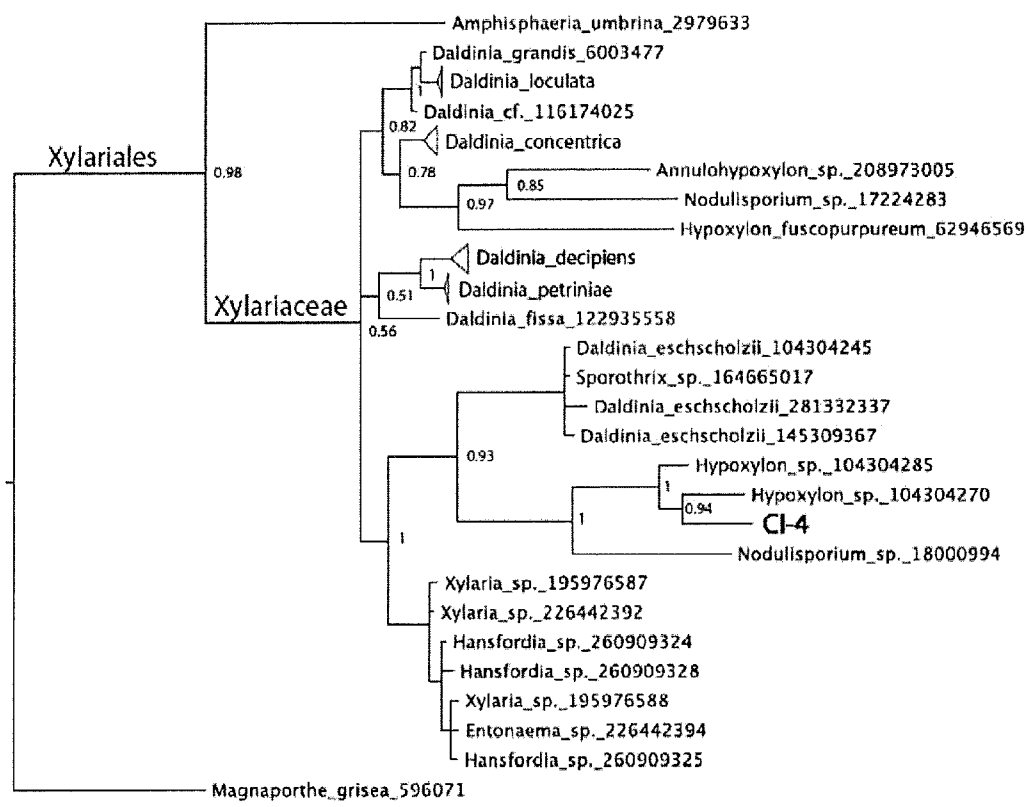 Amphisphaeria_umbrina_2979633
Daldinia_grandis_6003477
Daldinia_loculata
1
Daldinia_cf._116174025
0.82
Daldinia_concentrica
Xylariales
0.98
0.78
Annulohypoxylon_sp._208973005
0.85
Nodulisporium_sp._17224283
0.97
Hypoxylon_fuscopurpureum_62946569
Daldinia_decipiens
1
Daldinia_petriniae
0.51
Xylariaceae
Daldinia_fissa_122935558
0.56
Daldinia_eschscholzii_104304245
Sporothrix_sp._164665017
Daldinia_eschscholzii_281332337
Daldinia_eschscholzii_145309367
0.93
Hypoxylon_sp._104304285
1
Hypoxylon_sp._104304270
0.94
CI-4
1
1
Nodulisporium_sp._18000994
Xylaria_sp._195976587
Xylaria_sp._226442392
Hansfordia_sp._260909324
Hansfordia_sp._260909328
Xylaria_sp._195976588
Entonaema_sp._226442394
Hansfordia_sp._260909325
Magnaporthe_grisea_596071